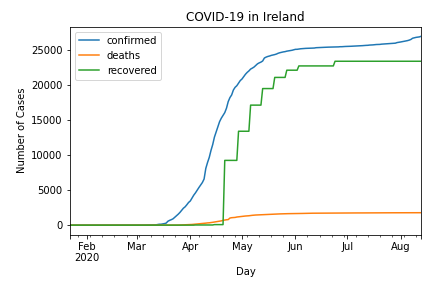 COVID-19 in Ireland
confirmed
deaths
recovered
Number of Cases
25000
20000
15000
10000
5000
0
Feb Mar Apr May Jun Jul Aug
2020
Day